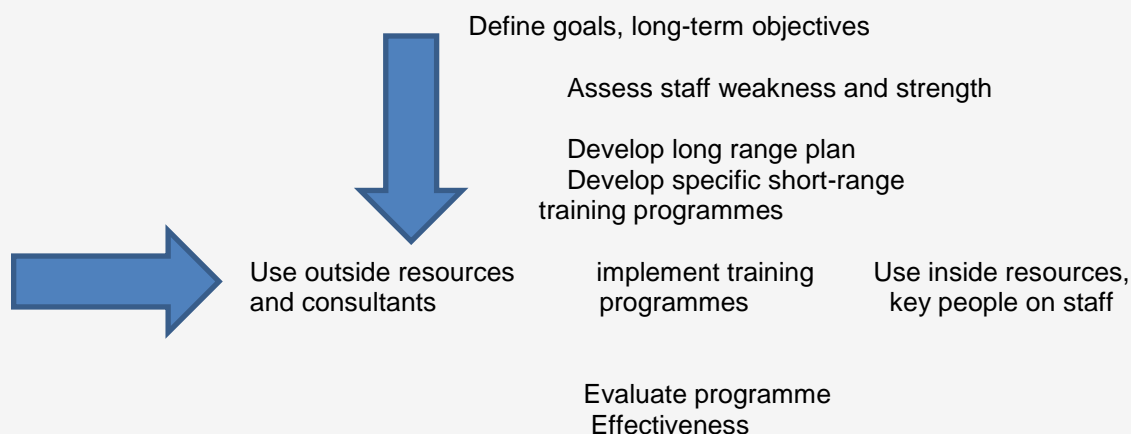 Define goals, long-term objectives
Assess staff weakness and strength
Develop long range plan
Develop specific short-range
training programmes
Use outside resources
and consultants
implement training
programmes
Use inside resources,
key people on staff
Evaluate programme
Effectiveness